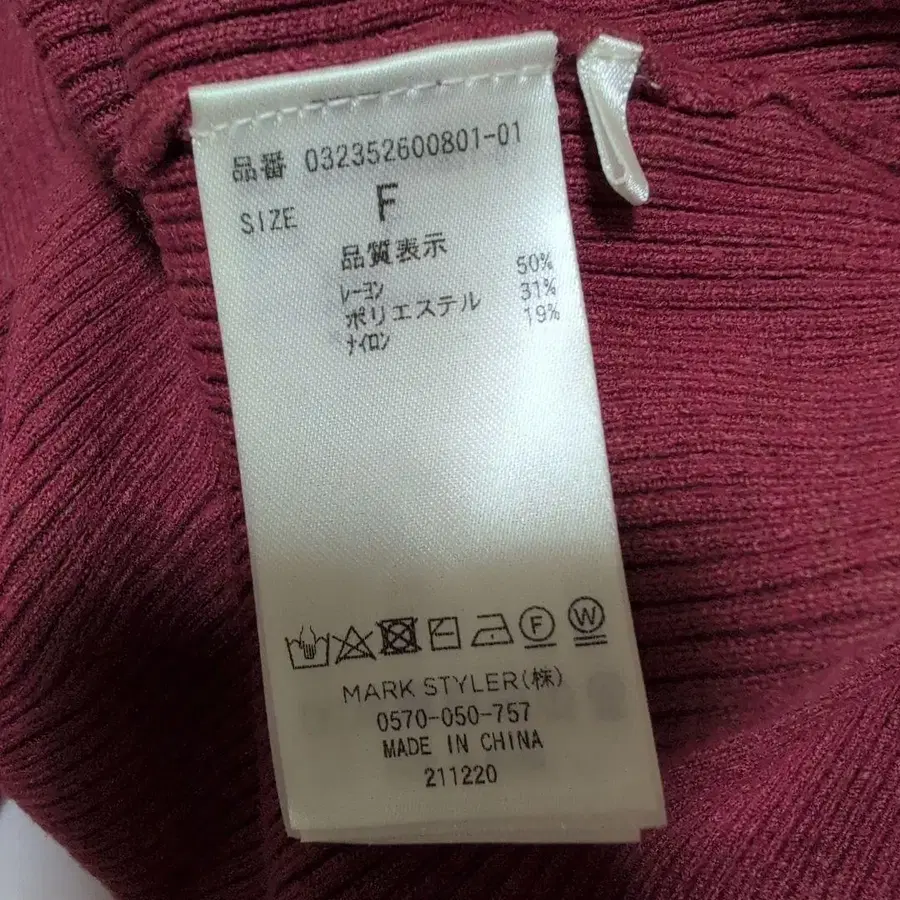 品番 032352600801-01
SIZE F
品質表示
レーヨン 50%
ポリエステル 31%
ナイロン 19%
F W
MARK STYLER(株)
0570-050-757
MADE IN CHINA
211220